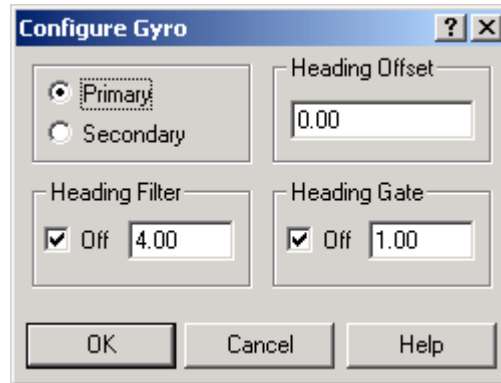 Configure Gyro
Primary
Secondary
Heading Offset
0.00
Heading Filter
Off 4.00
Heading Gate
Off 1.00
OK Cancel Help